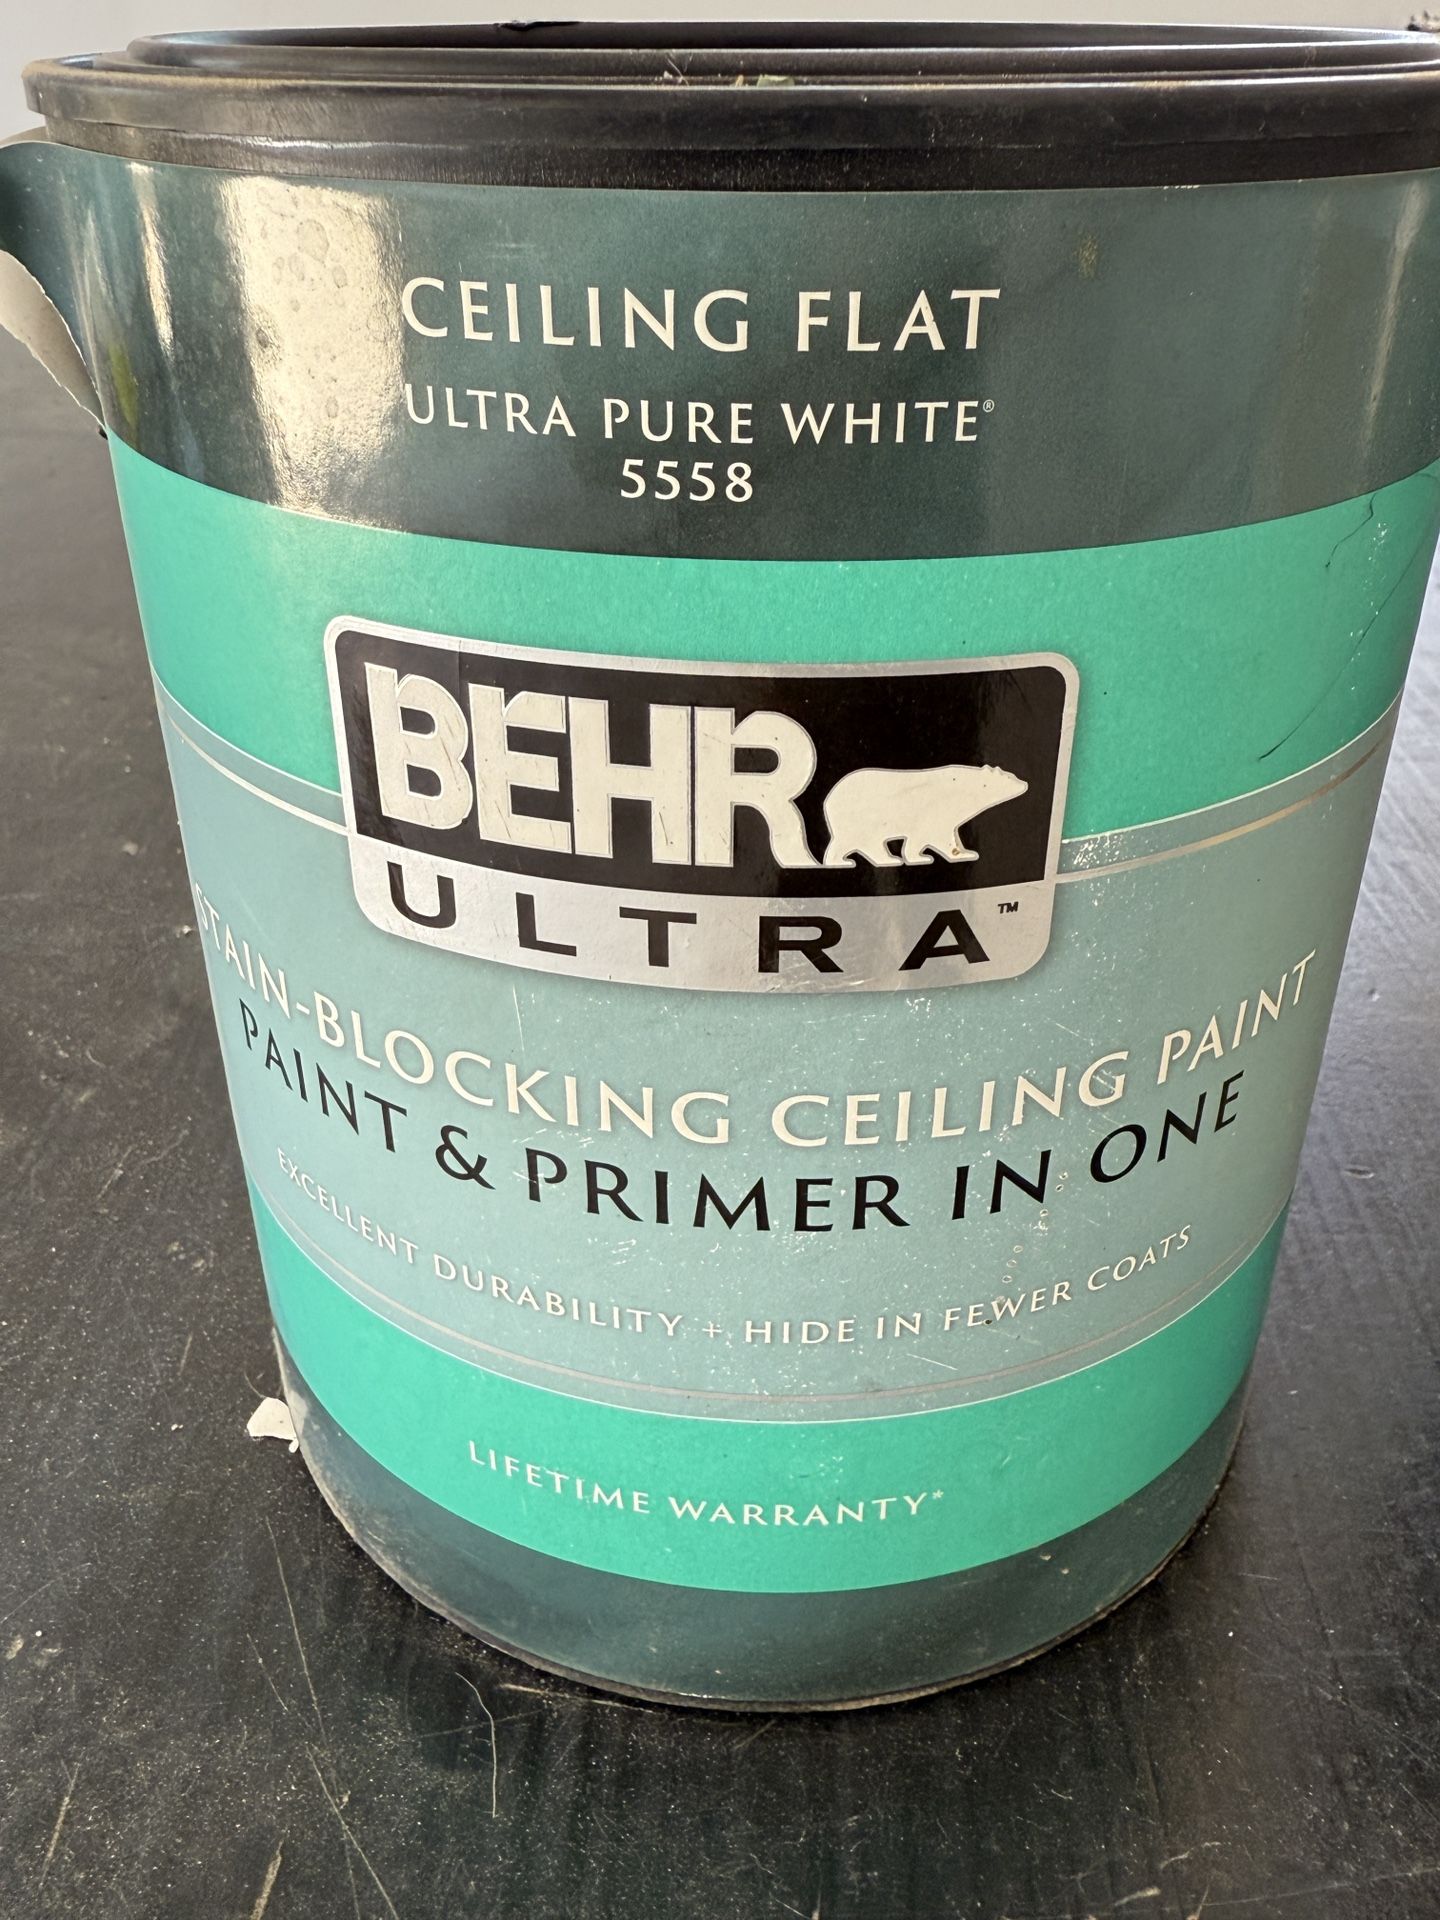 CEILING FLAT
ULTRA PURE WHITE®
5558
BEHR
ULTRA™
STAIN-BLOCKING CEILING PAINT
PAINT & PRIMER IN ONE
EXCELLENT DURABILITY + HIDE IN FEWER COATS
LIFETIME WARRANTY*